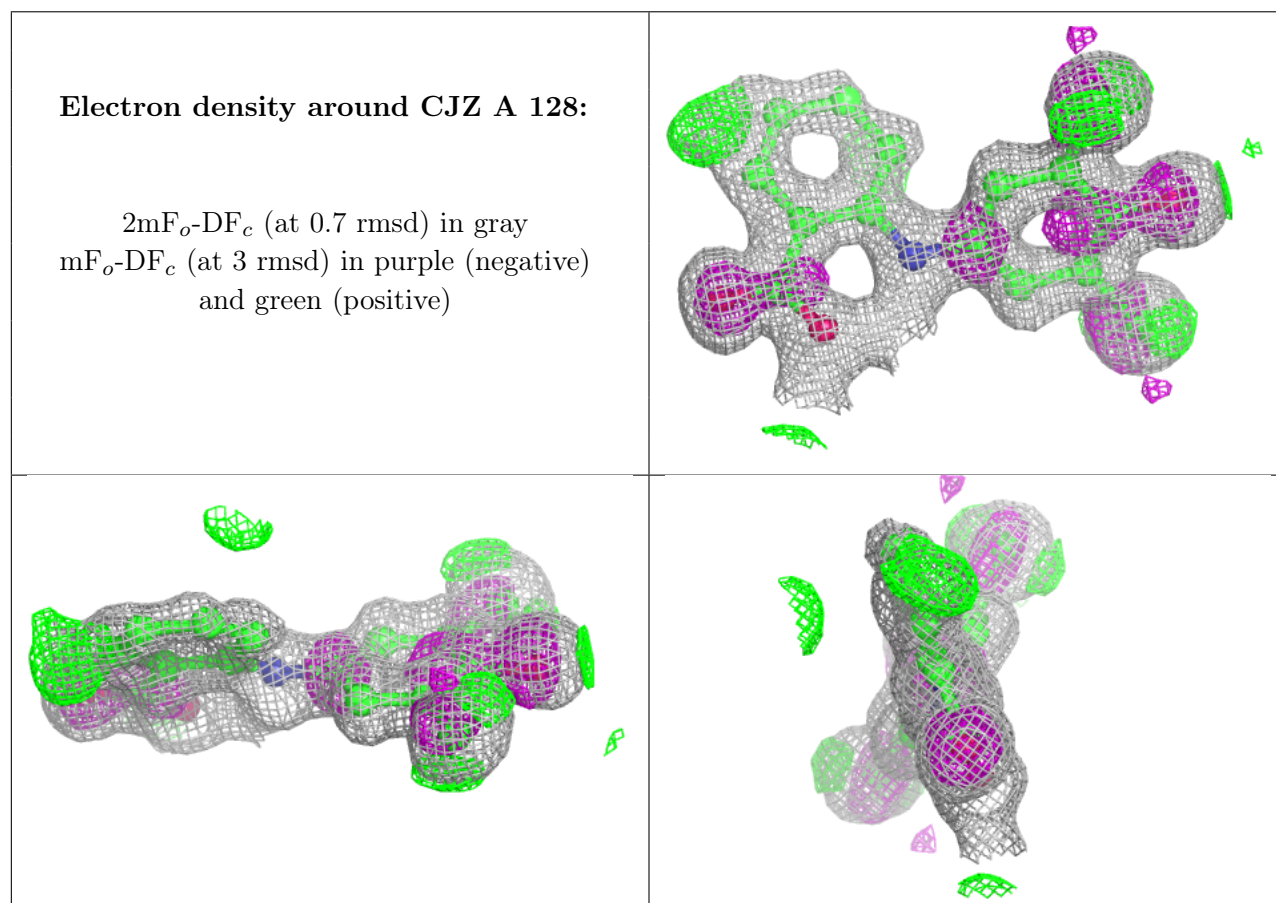 Electron density around CJZ A 128:
2mFo-DFc (at 0.7 rmsd) in gray
mFo-DFc (at 3 rmsd) in purple (negative)
and green (positive)